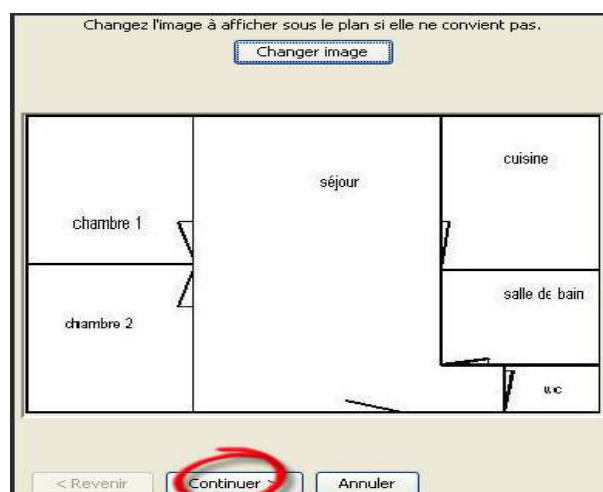 Changez l'image à afficher sous le plan si elle ne convient pas.
Changer image
cuisine
séjour
chambre 1
salle de bain
chambre 2
wc
< Revenir
Continuer >
Annuler